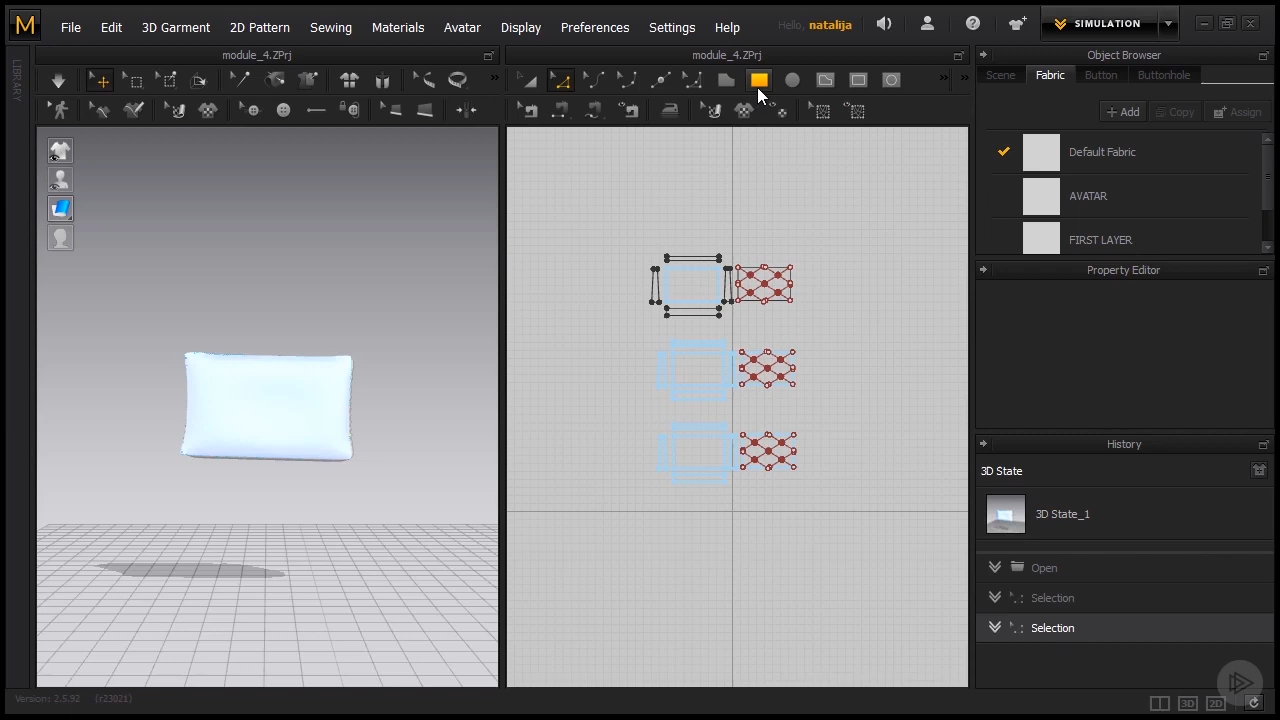 M File Edit 3D Garment 2D Pattern Sewing Materials Avatar Display Preferences Settings Help Hello, natalija SIMULATION
module_4.ZPrj
module_4.ZPrj
Object Browser
LIBRARY
Scene Fabric Button Buttonhole
Add Copy Assign
Default Fabric
AVATAR
FIRST LAYER
Property Editor
History
3D State
3D State_1
Open
Selection
Selection
Version: 2.5.92 (r23021)
3D 2D